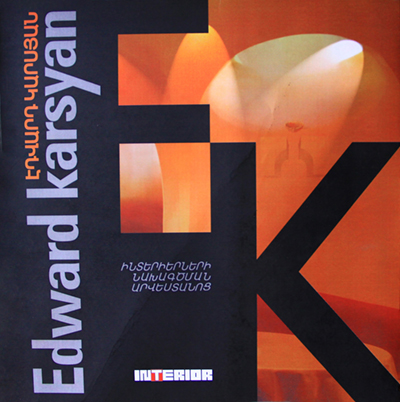 ԷԴՎԱՐԴ ԿԱՐՍՅԱՆ
Edward karsyan
EK
ԻՆՏԵՐԻԵՐՆԵՐԻ
ՆԱԽԱԳԾՄԱՆ
ԱՐՎԵՍՏԱՆՈՑ
INTERIOR